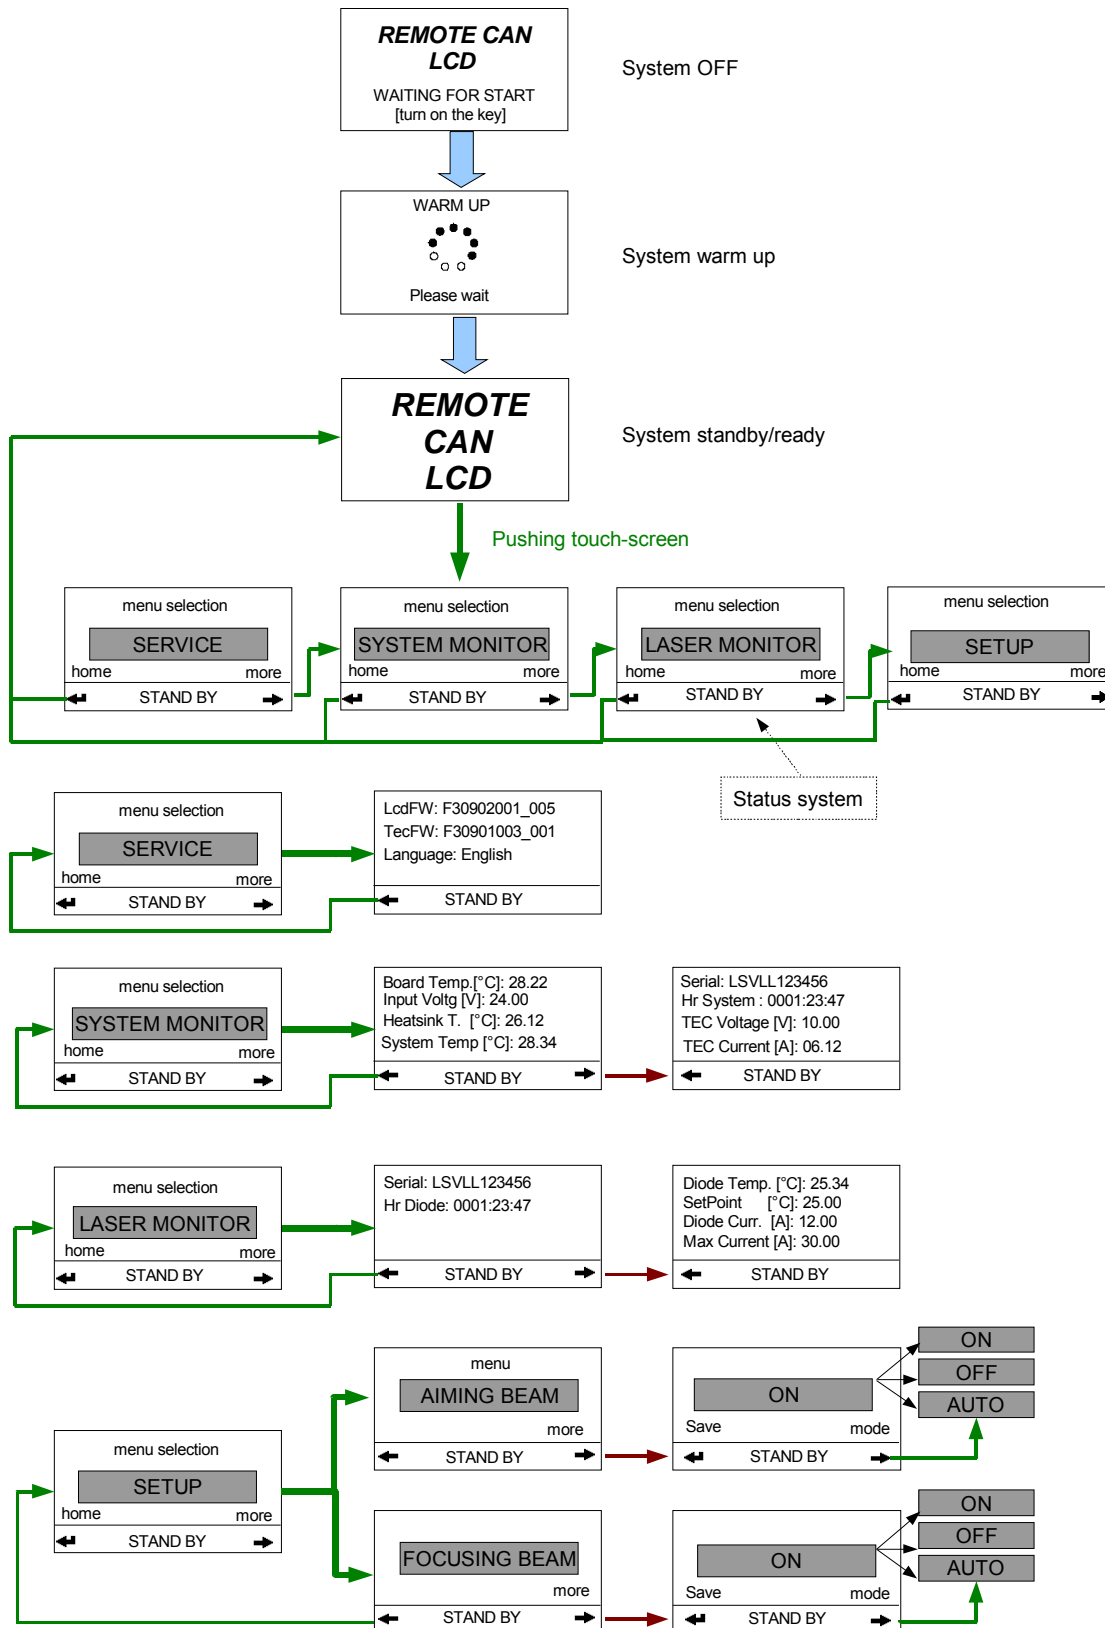 REMOTE CAN
LCD
WAITING FOR START
[turn on the key]
System OFF
WARM UP
Please wait
System warm up
REMOTE
CAN
LCD
System standby/ready
Pushing touch-screen
menu selection
SERVICE
home more
STAND BY
menu selection
SYSTEM MONITOR
home more
STAND BY
menu selection
LASER MONITOR
home more
STAND BY
menu selection
SETUP
home more
STAND BY
Status system
menu selection
SERVICE
home more
STAND BY
LcdFW: F30902001_005
TecFW: F30901003_001
Language: English
STAND BY
menu selection
SYSTEM MONITOR
home more
STAND BY
Board Temp.[°C]: 28.22
Input Voltg [V]: 24.00
Heatsink T. [°C]: 26.12
System Temp [°C]: 28.34
STAND BY
Serial: LSVLL123456
Hr System : 0001:23:47
TEC Voltage [V]: 10.00
TEC Current [A]: 06.12
STAND BY
menu selection
LASER MONITOR
home more
STAND BY
Serial: LSVLL123456
Hr Diode: 0001:23:47
STAND BY
Diode Temp. [°C]: 25.34
SetPoint [°C]: 25.00
Diode Curr. [A]: 12.00
Max Current [A]: 30.00
STAND BY
menu selection
SETUP
home more
STAND BY
menu
AIMING BEAM
more
STAND BY
ON
Save mode
STAND BY
ON
OFF
AUTO
FOCUSING BEAM
more
STAND BY
ON
Save mode
STAND BY
ON
OFF
AUTO